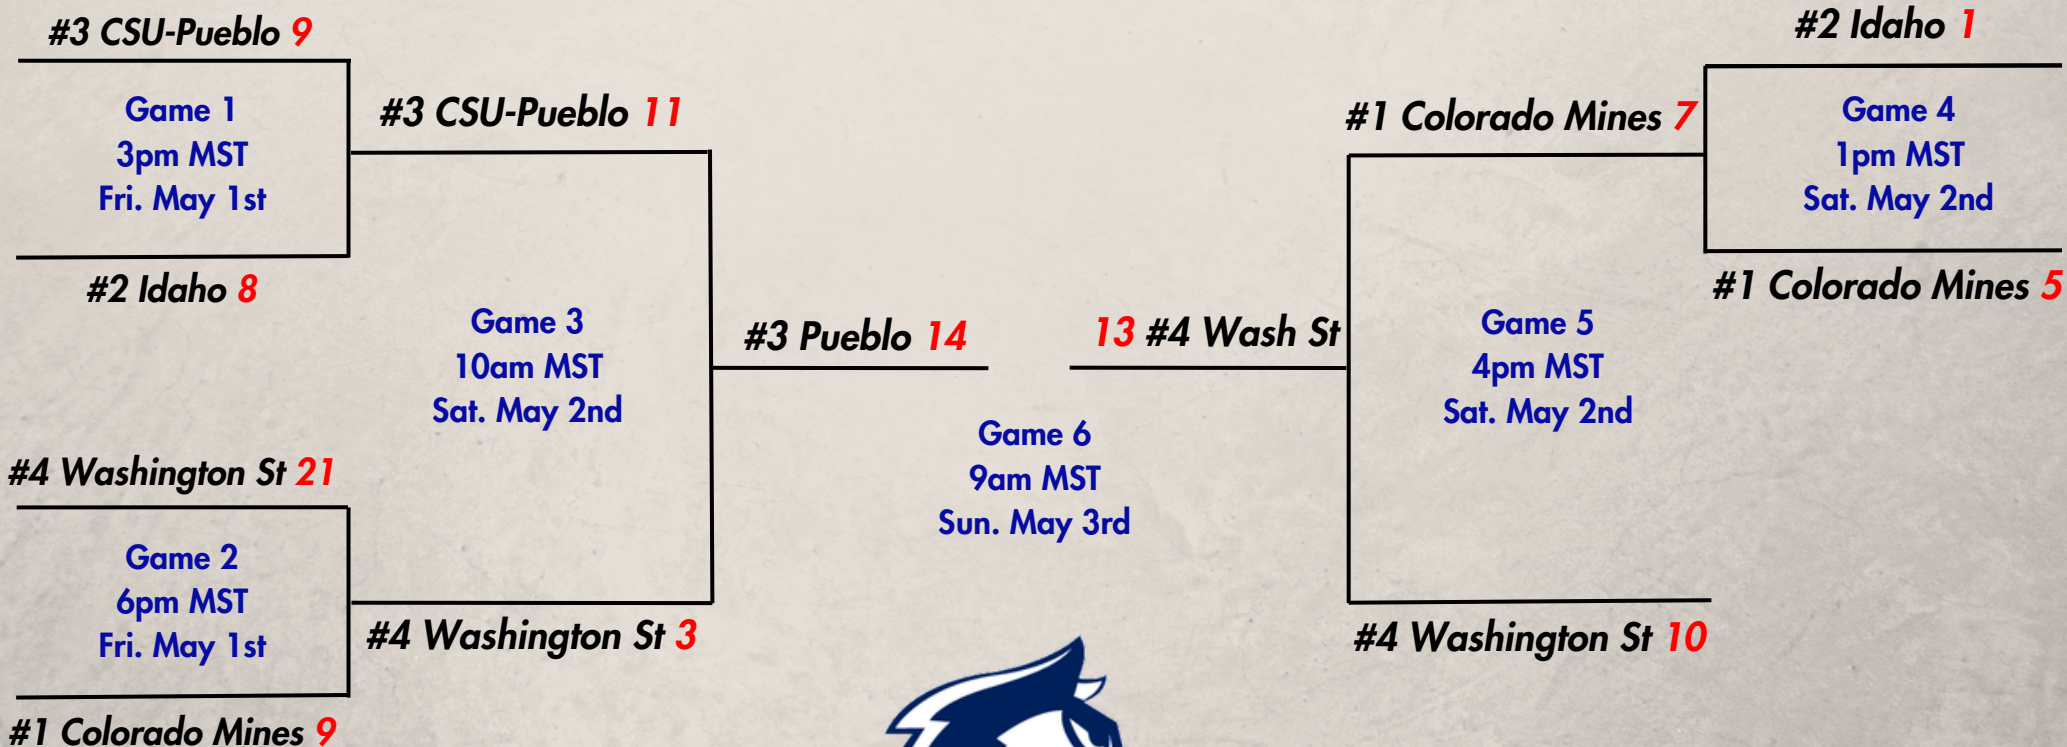 #3 CSU-Pueblo 9
Game 1
3pm MST
Fri. May 1st
#2 Idaho 8
#4 Washington St 21
Game 2
6pm MST
Fri. May 1st
#1 Colorado Mines 9
#3 CSU-Pueblo 11
Game 3
10am MST
Sat. May 2nd
#4 Washington St 3
#3 Pueblo 14
13 #4 Wash St
Game 6
9am MST
Sun. May 3rd
#1 Colorado Mines 7
Game 5
4pm MST
Sat. May 2nd
#4 Washington St 10
#2 Idaho 1
Game 4
1pm MST
Sat. May 2nd
#1 Colorado Mines 5